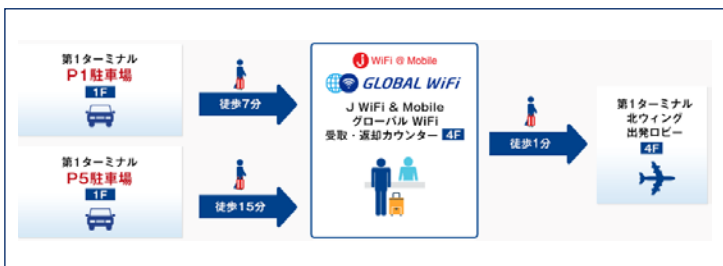 第1ターミナル
P1駐車場
1F
徒歩7分
第1ターミナル
P5駐車場
1F
徒歩15分
J WiFi @ Mobile
GLOBAL WiFi
J WiFi & Mobile
グローバル WiFi
受取・返却カウンター 4F
徒歩1分
第1ターミナル
北ウィング
出発ロビー
4F